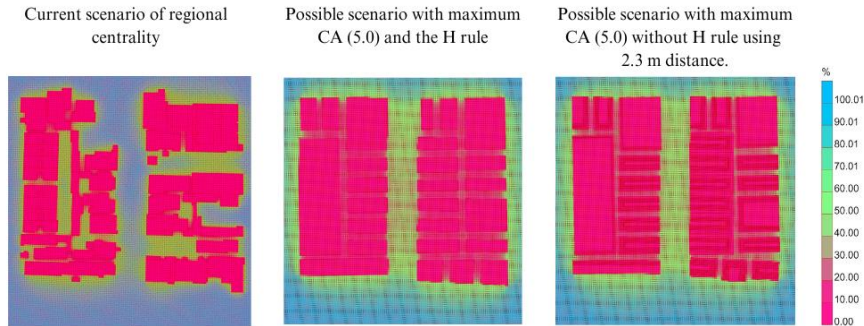 Current scenario of regional
centrality
Possible scenario with maximum
CA (5.0) and the H rule
Possible scenario with maximum
CA (5.0) without H rule using
2.3 m distance.
%
100.01
90.01
80.01
70.01
60.00
50.00
40.00
30.00
20.00
10.00
0.00